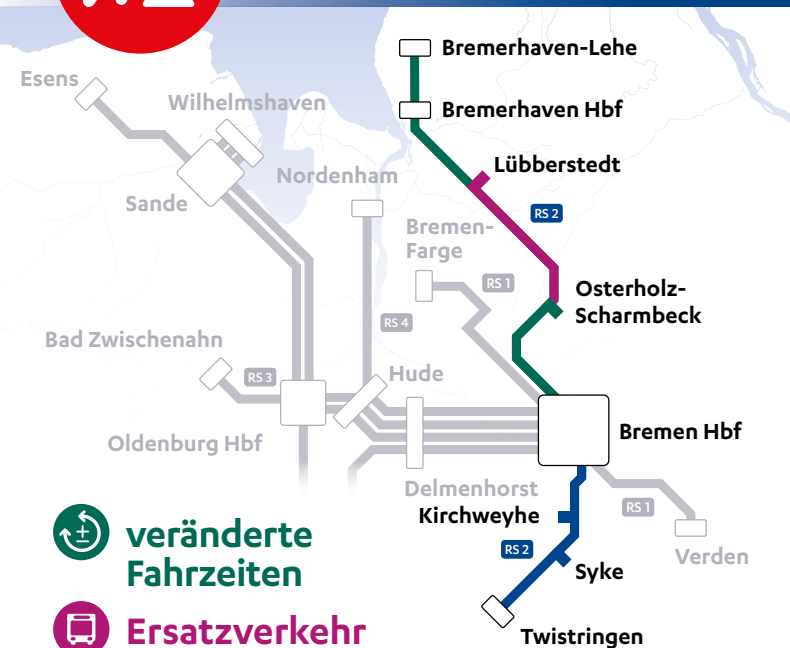 Bremerhaven-Lehe
Esens
Wilhelmshaven
Bremerhaven Hbf
Lübberstedt
Nordenham
Sande
RS 2
Bremen-
Farge
RS 1
Osterholz-
Scharmbeck
RS 4
Bad Zwischenahn
RS 3
Hude
Oldenburg Hbf
Bremen Hbf
Delmenhorst
Kirchweyhe
RS 1
veränderte
Fahrzeiten
RS 2
Verden
Syke
Ersatzverkehr
Twistringen